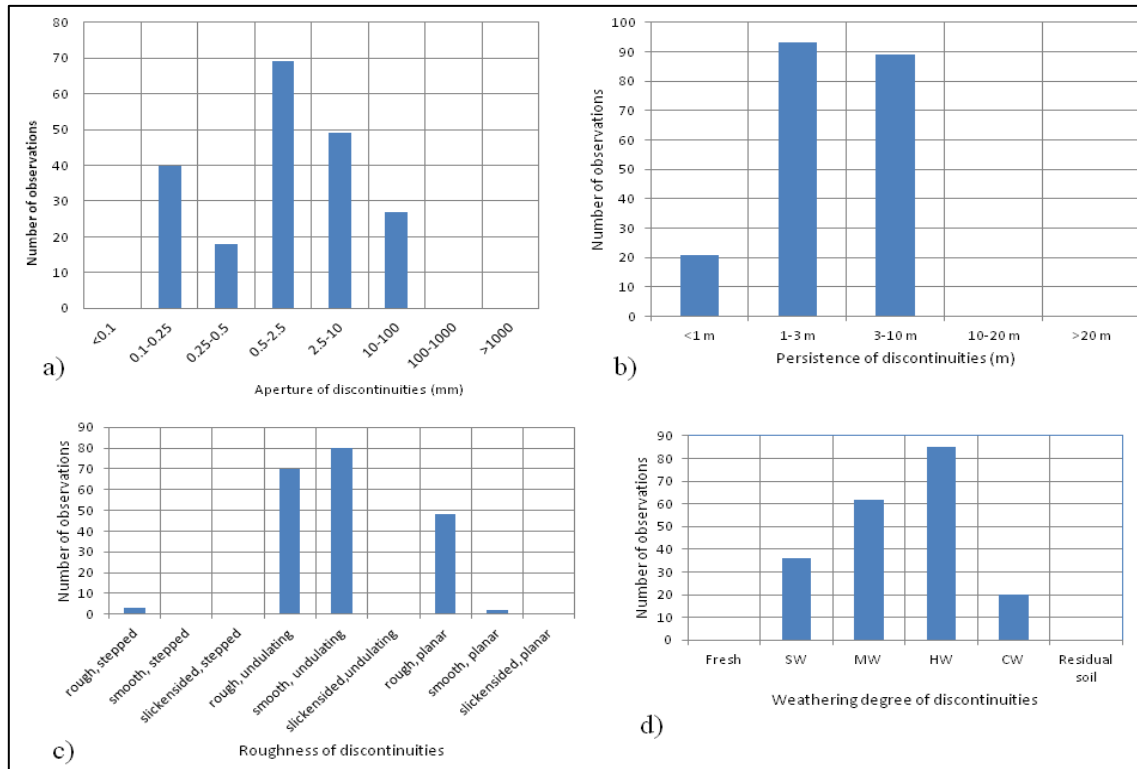 80
70
60
50
40
30
20
10
0
Number of observations
<0.1
0.1-0.25
0.25-0.5
0.5-2.5
2.5-10
10-100
100-1000
>1000
a)
Aperture of discontinuities (mm)
100
90
80
70
60
50
40
30
20
10
0
Number of observations
<1 m
1-3 m
3-10 m
10-20 m
>20 m
b)
Persistence of discontinuities (m)
90
80
70
60
50
40
30
20
10
0
Number of observations
rough, stepped
smooth, stepped
slickensided, stepped
rough, undulating
smooth, undulating
slickensided,undulating
rough, planar
smooth, planar
slickensided, planar
c)
Roughness of discontinuities
90
80
70
60
50
40
30
20
10
0
Number of observations
Fresh
SW
MW
HW
CW
Residual
soil
Weathering degree of discontinuities
d)